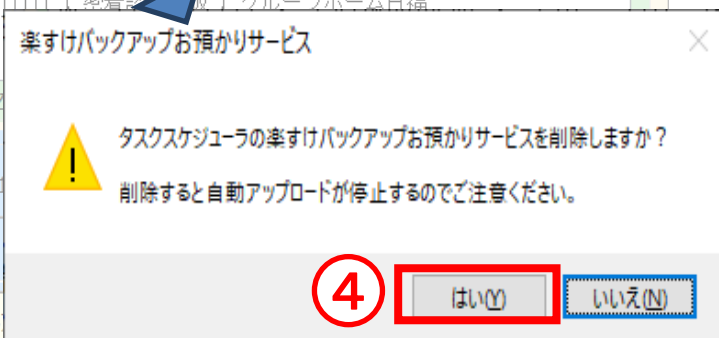 楽すけバックアップお預かりサービス
タスクスケジューラの楽すけバックアップお預かりサービスを削除しますか？
削除すると自動アップロードが停止するのでご注意ください。
④ はい(Y) いいえ(N)